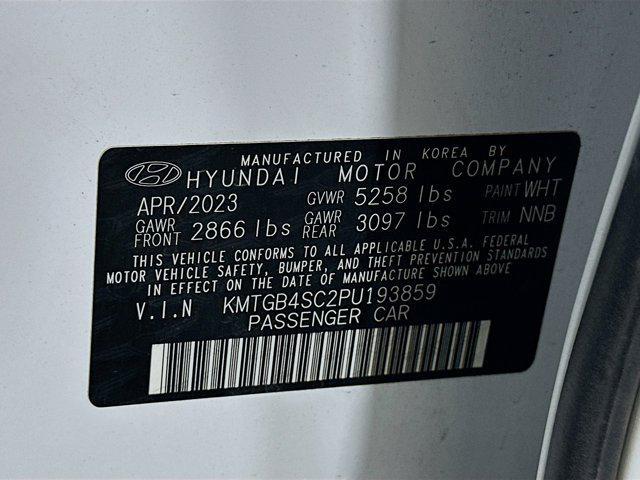 MANUFACTURED IN KOREA BY
HYUNDAI MOTOR COMPANY
APR/2023 GVWR 5258 lbs PAINT WHT
GAWR FRONT 2866 lbs GAWR REAR 3097 lbs TRIM NNB
THIS VEHICLE CONFORMS TO ALL APPLICABLE U.S.A. FEDERAL
MOTOR VEHICLE SAFETY, BUMPER, AND THEFT PREVENTION STANDARDS
IN EFFECT ON THE DATE OF MANUFACTURE SHOWN ABOVE
V.I.N KMTGB4SC2PU193859
PASSENGER CAR